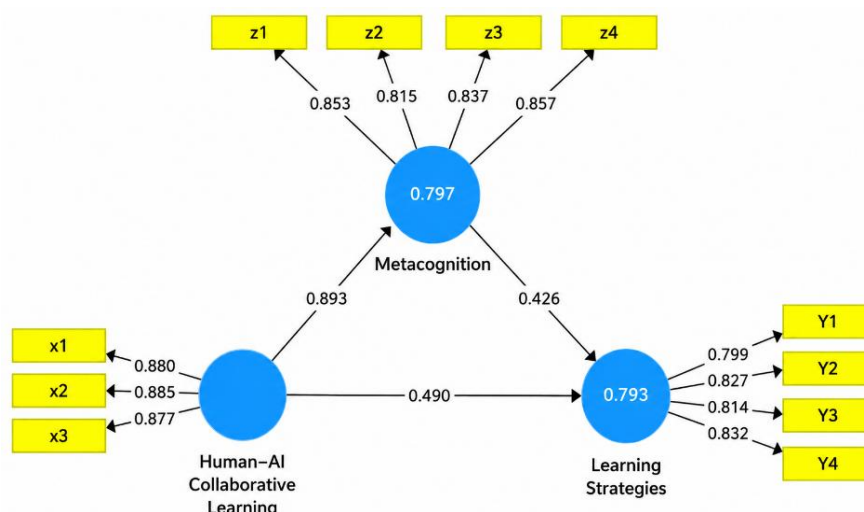 z1
z2
z3
z4
0.853
0.815
0.837
0.857
0.797
Metacognition
0.893
0.426
x1
x2
x3
0.880
0.885
0.877
0.490
0.793
0.799
0.827
0.814
0.832
Y1
Y2
Y3
Y4
Human–AI
Collaborative
Learning
Learning
Strategies